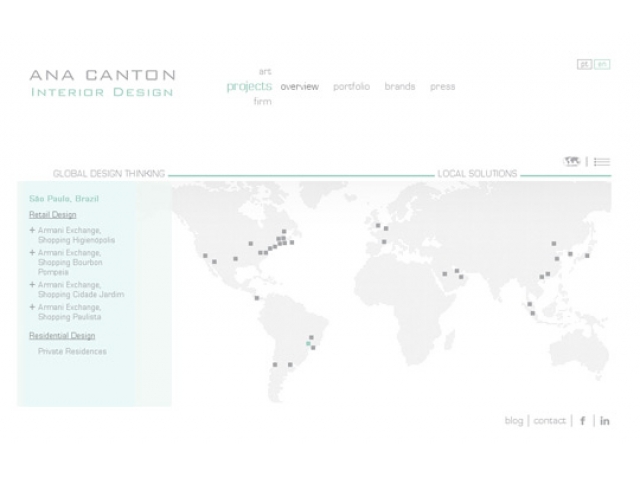 ANA CANTON
INTERIOR DESIGN
art
projects overview portfolio brands press
firm
pt en
GLOBAL DESIGN THINKING LOCAL SOLUTIONS
São Paulo, Brazil
Retail Design
+ Armani Exchange,
Shopping Higienópolis
+ Armani Exchange,
Shopping Bourbon
Pompeia
+ Armani Exchange,
Shopping Cidade Jardim
+ Armani Exchange,
Shopping Paulista
Residential Design
Private Residences
blog | contact | f | in